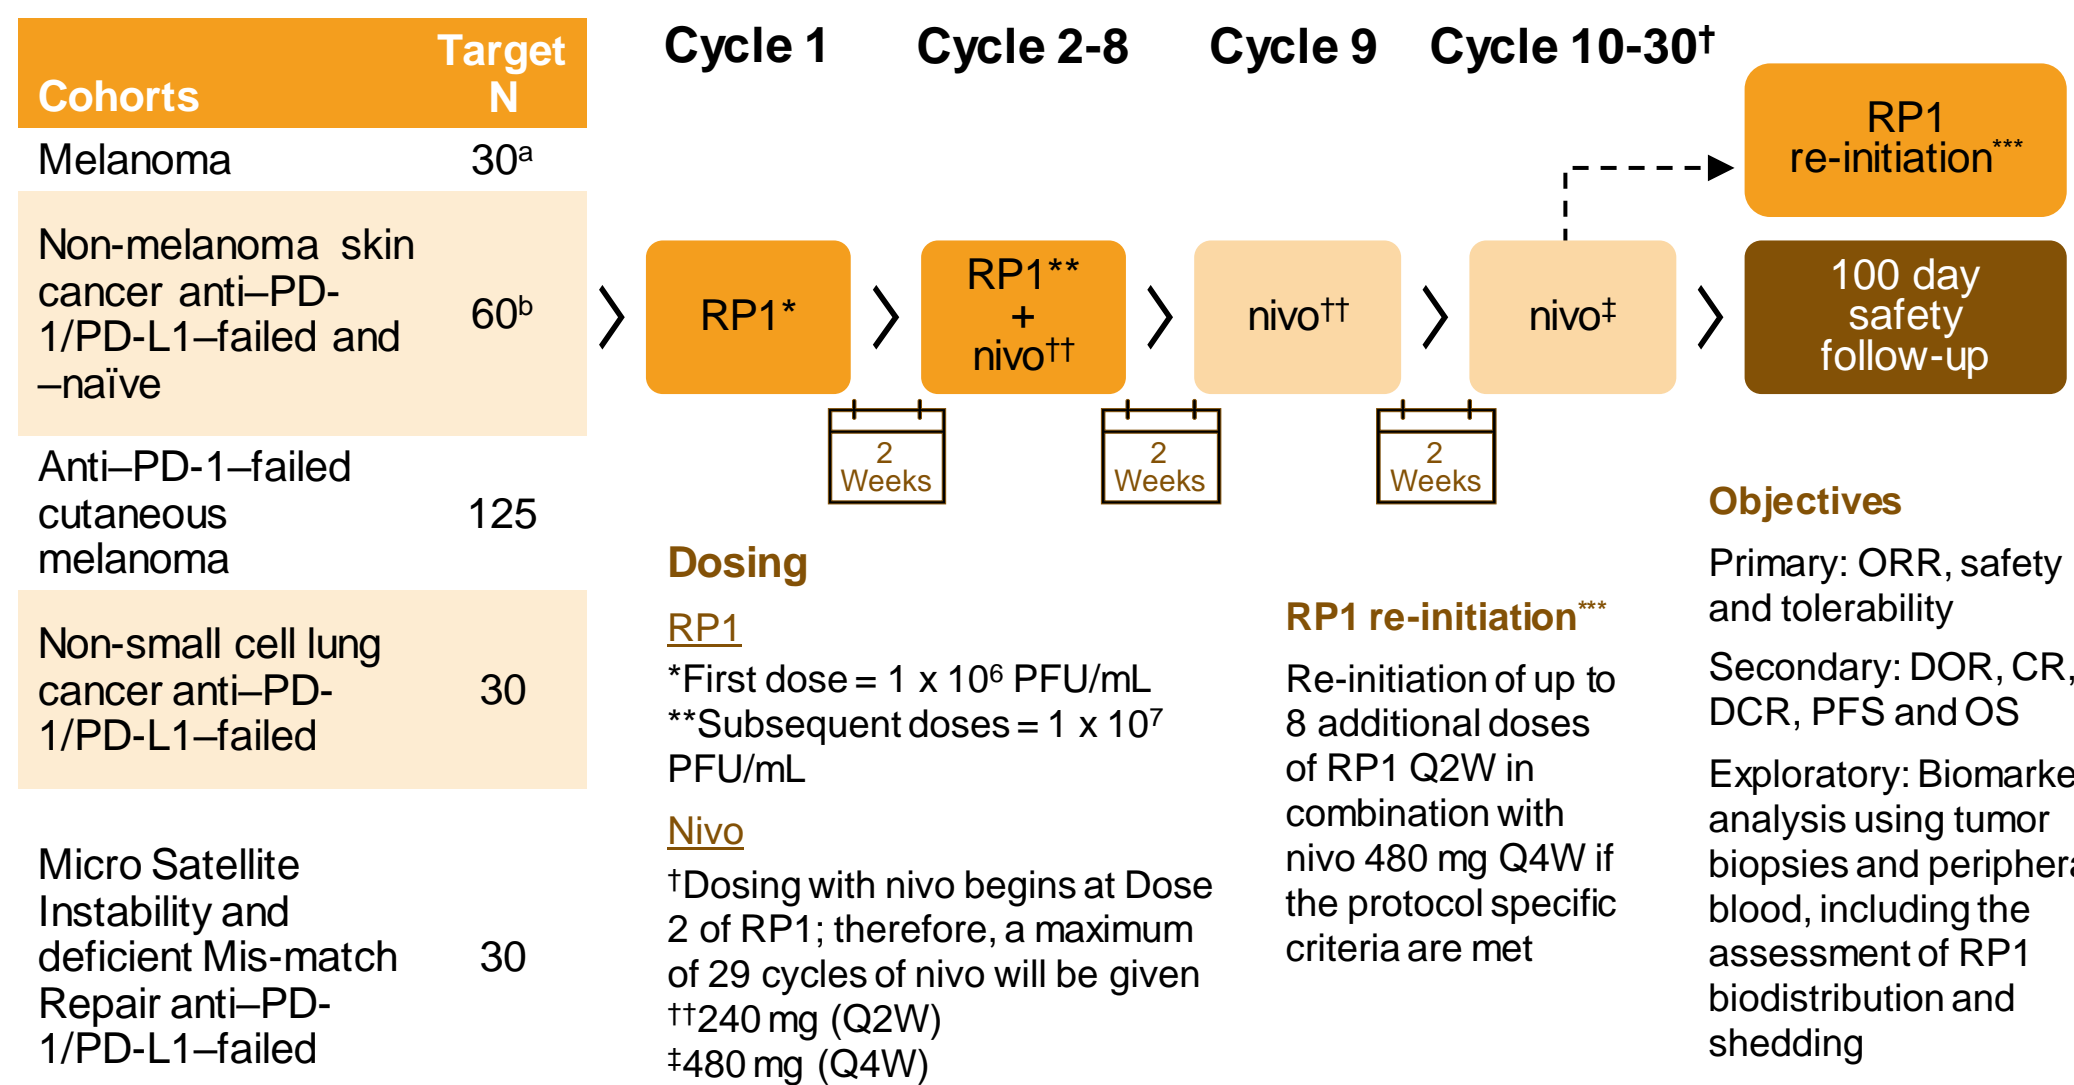 Cohorts
Target
N
Melanoma
30ᵃ
Non-melanoma skin
cancer anti–PD-
1/PD-L1–failed and
–naïve
60ᵇ
Anti–PD-1–failed
cutaneous
melanoma
125
Non-small cell lung
cancer anti–PD-
1/PD-L1–failed
30
Micro Satellite
Instability and
deficient Mis-match
Repair anti–PD-
1/PD-L1–failed
30
Cycle 1
Cycle 2-8
Cycle 9
Cycle 10-30†
RP1*
RP1**
+
nivo††
nivo††
nivo‡
RP1
re-initiation***
100 day
safety
follow-up
2
Weeks
2
Weeks
2
Weeks
Dosing
RP1
*First dose = 1 x 10⁶ PFU/mL
**Subsequent doses = 1 x 10⁷
PFU/mL
Nivo
†Dosing with nivo begins at Dose
2 of RP1; therefore, a maximum
of 29 cycles of nivo will be given
††240 mg (Q2W)
‡480 mg (Q4W)
RP1 re-initiation***
Re-initiation of up to
8 additional doses
of RP1 Q2W in
combination with
nivo 480 mg Q4W if
the protocol specific
criteria are met
Objectives
Primary: ORR, safety
and tolerability
Secondary: DOR, CR,
DCR, PFS and OS
Exploratory: Biomarke
analysis using tumor
biopsies and periphera
blood, including the
assessment of RP1
biodistribution and
shedding